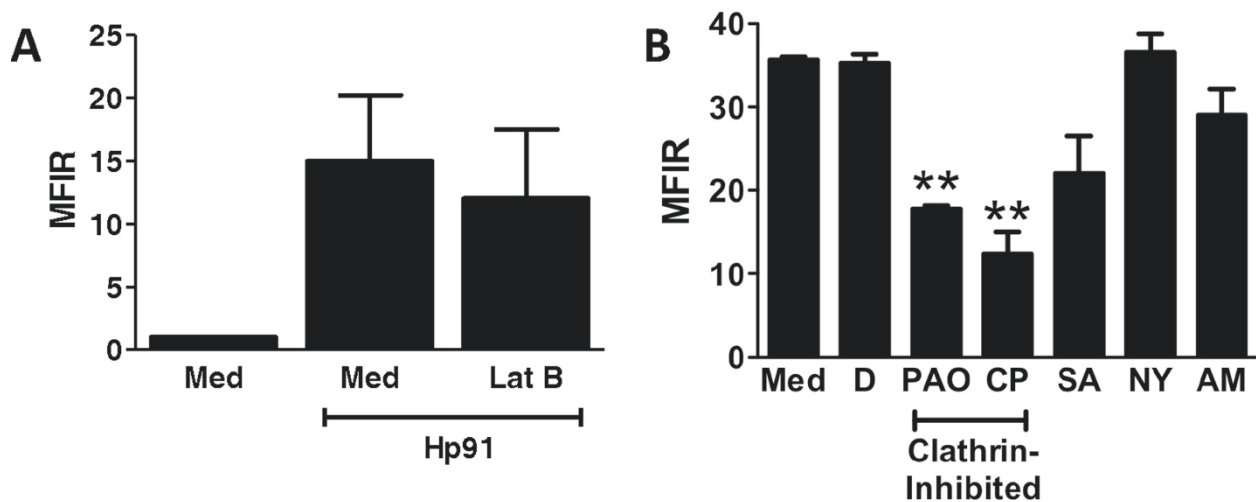 A
MFIR
25
20
15
10
5
0
Med Med Lat B
Hp91
B
MFIR
40
30
20
10
0
** **
Med D PAO CP SA NY AM
Clathrin-
Inhibited